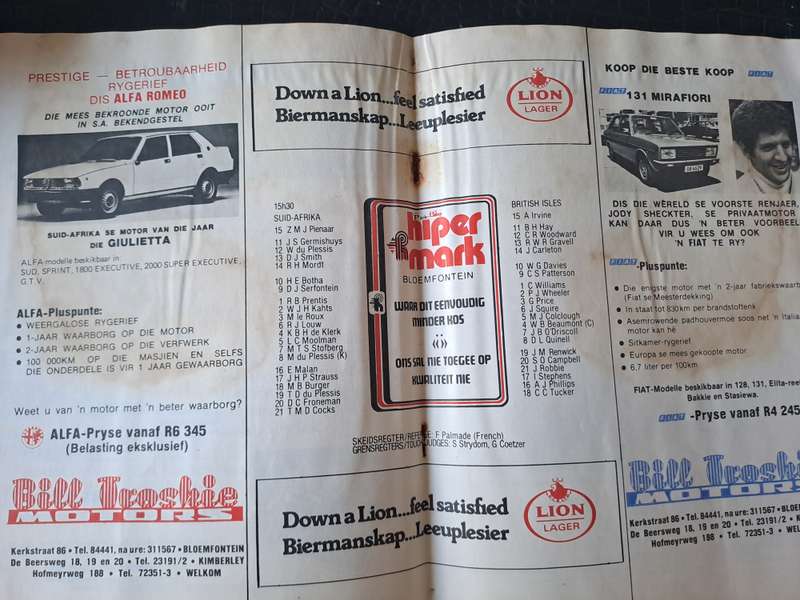 PRESTIGE — BETROUBAARHEID
RYGERIEF
DIS ALFA ROMEO
DIE MEES BEKROONDE MOTOR OOIT
IN S.A. BEKENDGESTEL
SUID-AFRIKA SE MOTOR VAN DIE JAAR
DIE GIULIETTA
ALFA-modelle beskikbaar in
SUD, SPRINT, 1800 EXECUTIVE, 2000 SUPER EXECUTIVE,
G.T.V.
ALFA-Pluspunte:
WEERGALOSE RYGERIEF
1-JAAR WAARBORG OP DIE MOTOR
2-JAAR WAARBORG OP DIE VERFWERK
100 000KM OP DIE MASJIEN EN SELFS
DIE ONDERDELE IS VIR 1 JAAR GEWAARBORG
Weet u van 'n motor met 'n beter waarborg?
ALFA-Pryse vanaf R6 345
(Belasting eksklusief)
Bill Troskie
MOTORS
Kerkstraat 86 • Tel. 84441, na ure: 311567 • BLOEMFONTEIN
De Beersweg 18, 19 en 20 • Tel. 23191/2 • KIMBERLEY
Hofmeyrweg 188 • Tel. 72351-3 • WELKOM
Down a Lion...feel satisfied
Biermanskap...Leeuplesier
LION
LAGER
15h30
SUID-AFRIKA
15 Z M J Pienaar
11 J S Germishuys
12 W du Plessis
13 D J Smith
14 R H Mordt
10 H E Botha
9 D J Serfontein
1 R B Prentis
2 W J H Kahts
3 M le Roux
6 R J Louw
4 K B H de Klerk
5 L C Moolman
7 M T S Stofberg
8 M du Plessis (K)
16 E Malan
17 J H P Strauss
18 M B Burger
19 T D du Plessis
20 D C Froneman
21 T M D Cocks
hiper
mark
BLOEMFONTEIN
WAAR DIT EENVOUDIG
MINDER KOS
ONS SAL NIE TOEGEE OP
KWALITEIT NIE
BRITISH ISLES
15 A Irvine
11 B H Hay
12 C R Woodward
13 R W R Gravell
14 J Carleton
10 W G Davies
9 C S Patterson
1 C Williams
2 P J Wheeler
3 G Price
6 J Squire
5 M J Colclough
4 W B Beaumont (C)
7 J B O'Driscoll
8 D L Quinell
19 J M Renwick
20 S O Campbell
21 J Robbie
17 I Stephens
16 A J Phillips
18 C C Tucker
SKEIDSREGTER/REFEREE: F Palmade (French)
GRENSREGTERS/TOUCH JUDGES: S Strydom, G Coetzer
Down a Lion...feel satisfied
Biermanskap...Leeuplesier
LION
LAGER
KOOP DIE BESTE KOOP FIAT
FIAT 131 MIRAFIORI
DIS DIE WÊRELD SE VOORSTE RENJAER,
JODY SHECKTER, SE PRIVAATMOTOR
KAN DAAR DUS 'N BETER VOORBEEL
VIR U WEES OM OOK
'N FIAT TE RY?
FIAT-Pluspunte:
Die enigste motor met 'n 2-jaar fabriekswaarb
(Fiat se Meesterdekking)
In staat tot 830km per brandstoftenk
Asemrowende padhouvermoë soos net 'n Italia
motor kan hê
Sitkamer-rygerief
Europa se mees gekoopte motor
6,7 liter per 100km
FIAT-Modelle beskikbaar in 128, 131, Elita-reek
Bakkie en Stasiewa.
FIAT-Pryse vanaf R4 245
Bill Troskie
MOTORS
Kerkstraat 86 • Tel. 84441, na ure: 311567 • BLOEM
De Beersweg 18, 19 en 20 • Tel. 23191/2 • KIM
Hofmeyrweg 188 • Tel. 72351-3 • WEL